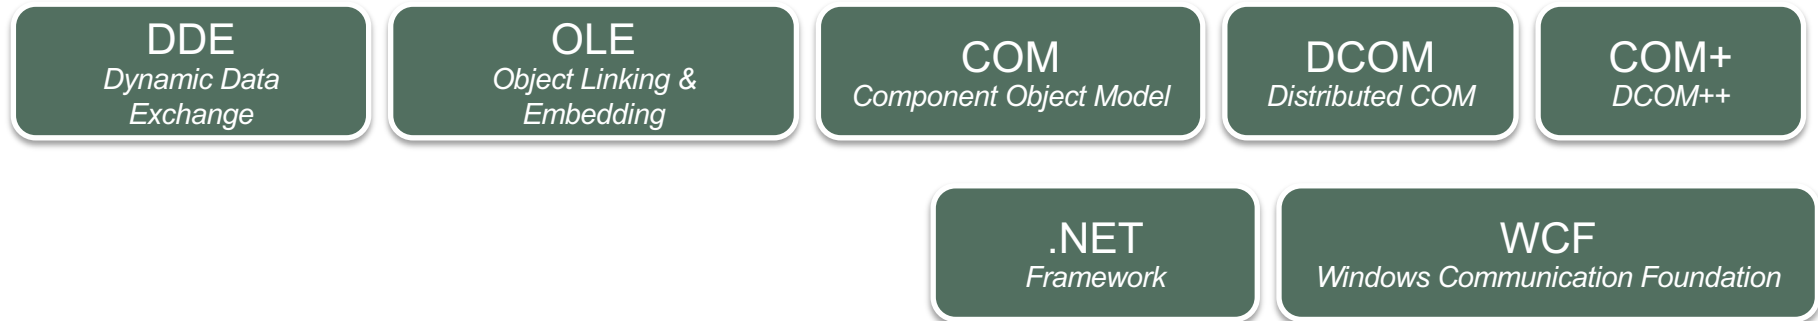 DDE
Dynamic Data
Exchange
OLE
Object Linking &
Embedding
COM
Component Object Model
DCOM
Distributed COM
COM+
DCOM++
.NET
Framework
WCF
Windows Communication Foundation